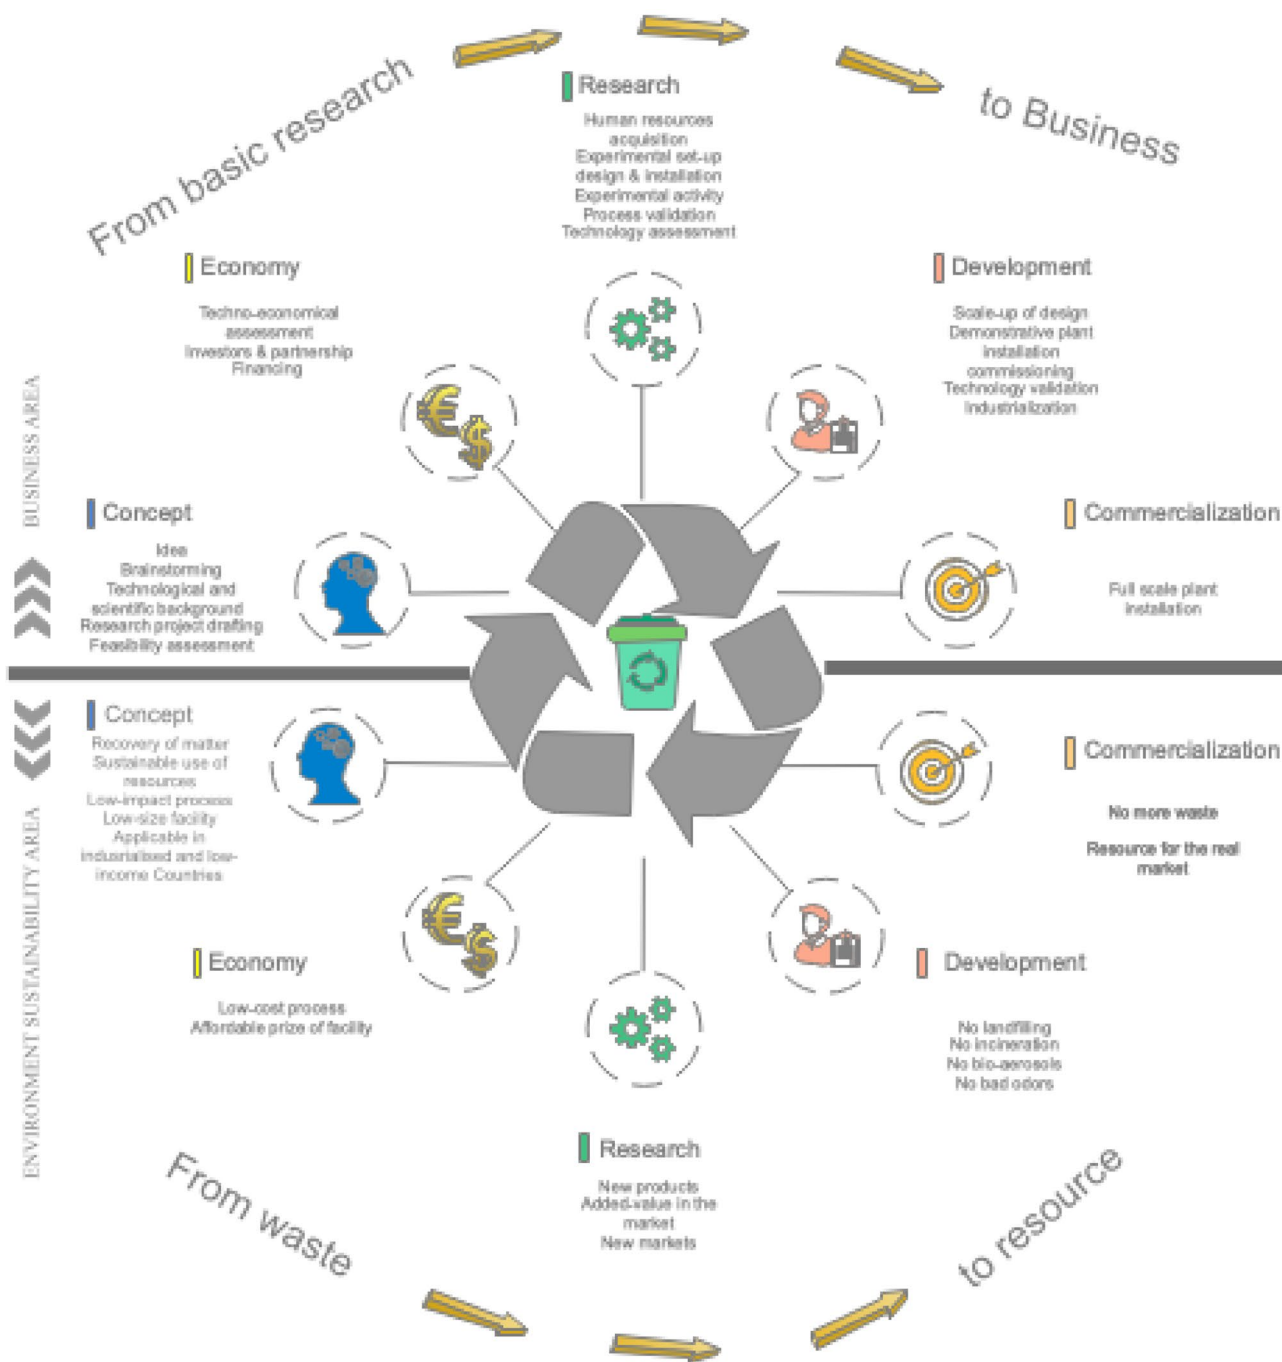 From basic research
to Business
Research
Human resources
acquisition
Experimental set-up
design & installation
Experimental activity
Process validation
Technology assessment
Economy
Techno-economical
assessment
Investors & partnership
Financing
Development
Scale-up of design
Demonstrative plant
installation
commissioning
Technology validation
Industrialization
BUSINESS AREA
Concept
Idea
Brainstorming
Technological and
scientific background
Research project drafting
Feasibility assessment
Commercialization
Full scale plant
installation
ENVIRONMENT SUSTAINABILITY AREA
Concept
Recovery of matter
Sustainable use of
resources
Low-impact process
Low-size facility
Applicable in
indusrialised and low-
income Countries
Commercialization
No more waste
Resource for the real
market
Economy
Low-cost process
Affordable prize of facility
Development
No landfilling
No incineration
No bio-aerosols
No bad odors
Research
New products
Added-value in the
market
New markets
From waste
to resource